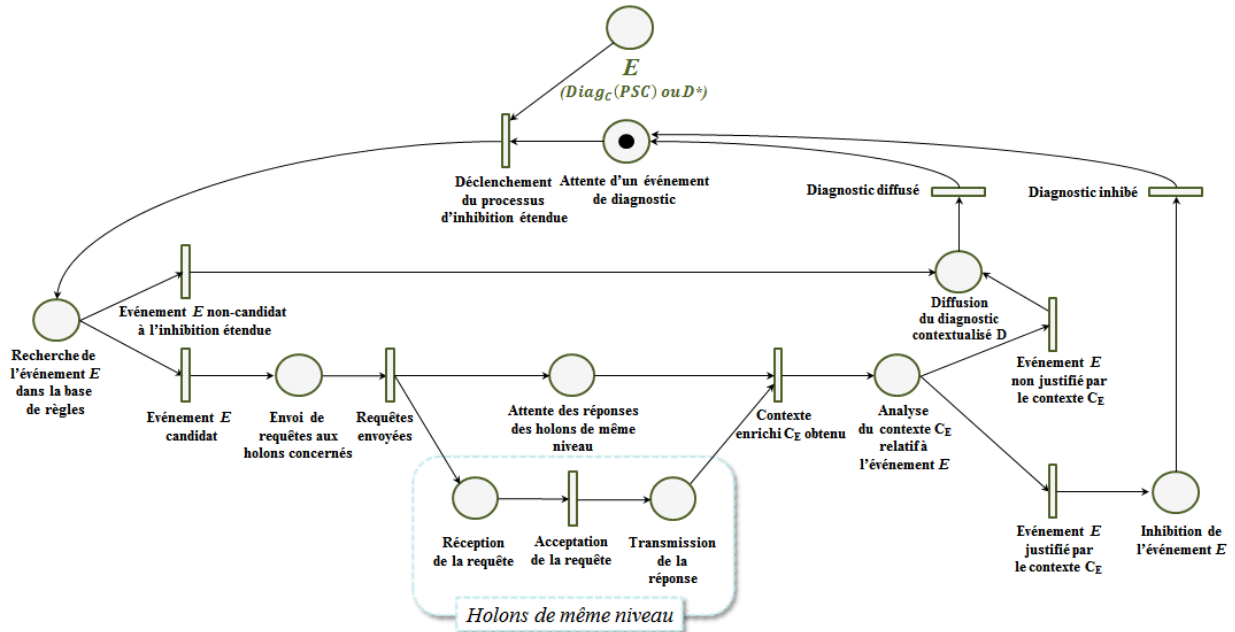 E
(Diag_C(PSC) ou D*)
Déclenchement
du processus
d'inhibition étendue
Attente d'un événement
de diagnostic
Diagnostic diffusé
Diagnostic inhibé
Evénement E non-candidat
à l'inhibition étendue
Diffusion
du diagnostic
contextualisé D
Recherche de
l'événement E
dans la base
de règles
Evénement E
candidat
Envoi de
requêtes aux
holons concernés
Requêtes
envoyées
Attente des réponses
des holons de même
niveau
Contexte
enrichi C_E obtenu
Analyse
du contexte C_E
relatif à
l'événement E
Evénement E
non justifié par
le contexte C_E
Réception
de la requête
Acceptation
de la requête
Transmission
de la
réponse
Evénement E
justifié par
le contexte C_E
Inhibition de
l'événement E
Holons de même niveau